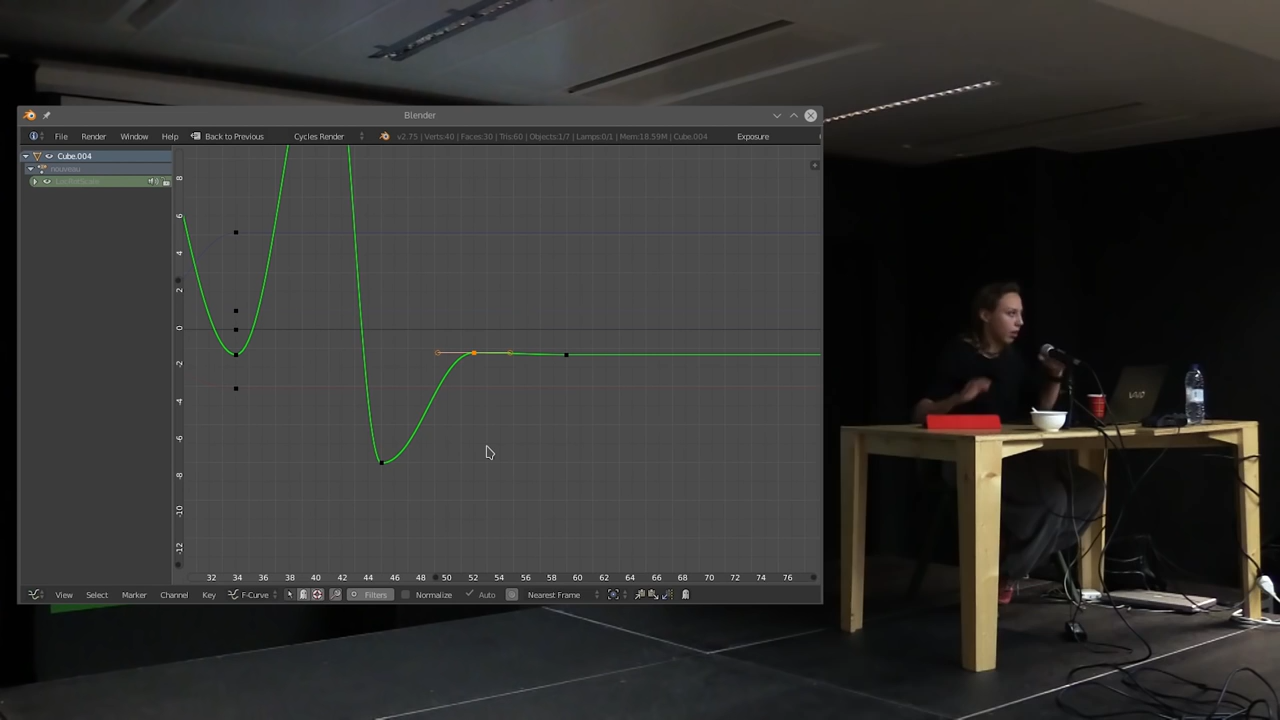 Blender
File Render Window Help Back to Previous Cycles Render v2.75 | Verts:40 | Faces:30 | Tris:60 | Objects:1/7 | Lamps:0/1 | Mem:18.59M | Cube.004 Exposure
Cube.004
nouveau
LocRotScale
8
6
4
2
0
-2
-4
-6
-8
-10
-12
32 34 36 38 40 42 44 46 48 50 52 54 56 58 60 62 64 66 68 70 72 74 76
View Select Marker Channel Key F-Curve Filters Normalize Auto Nearest Frame
VAIO